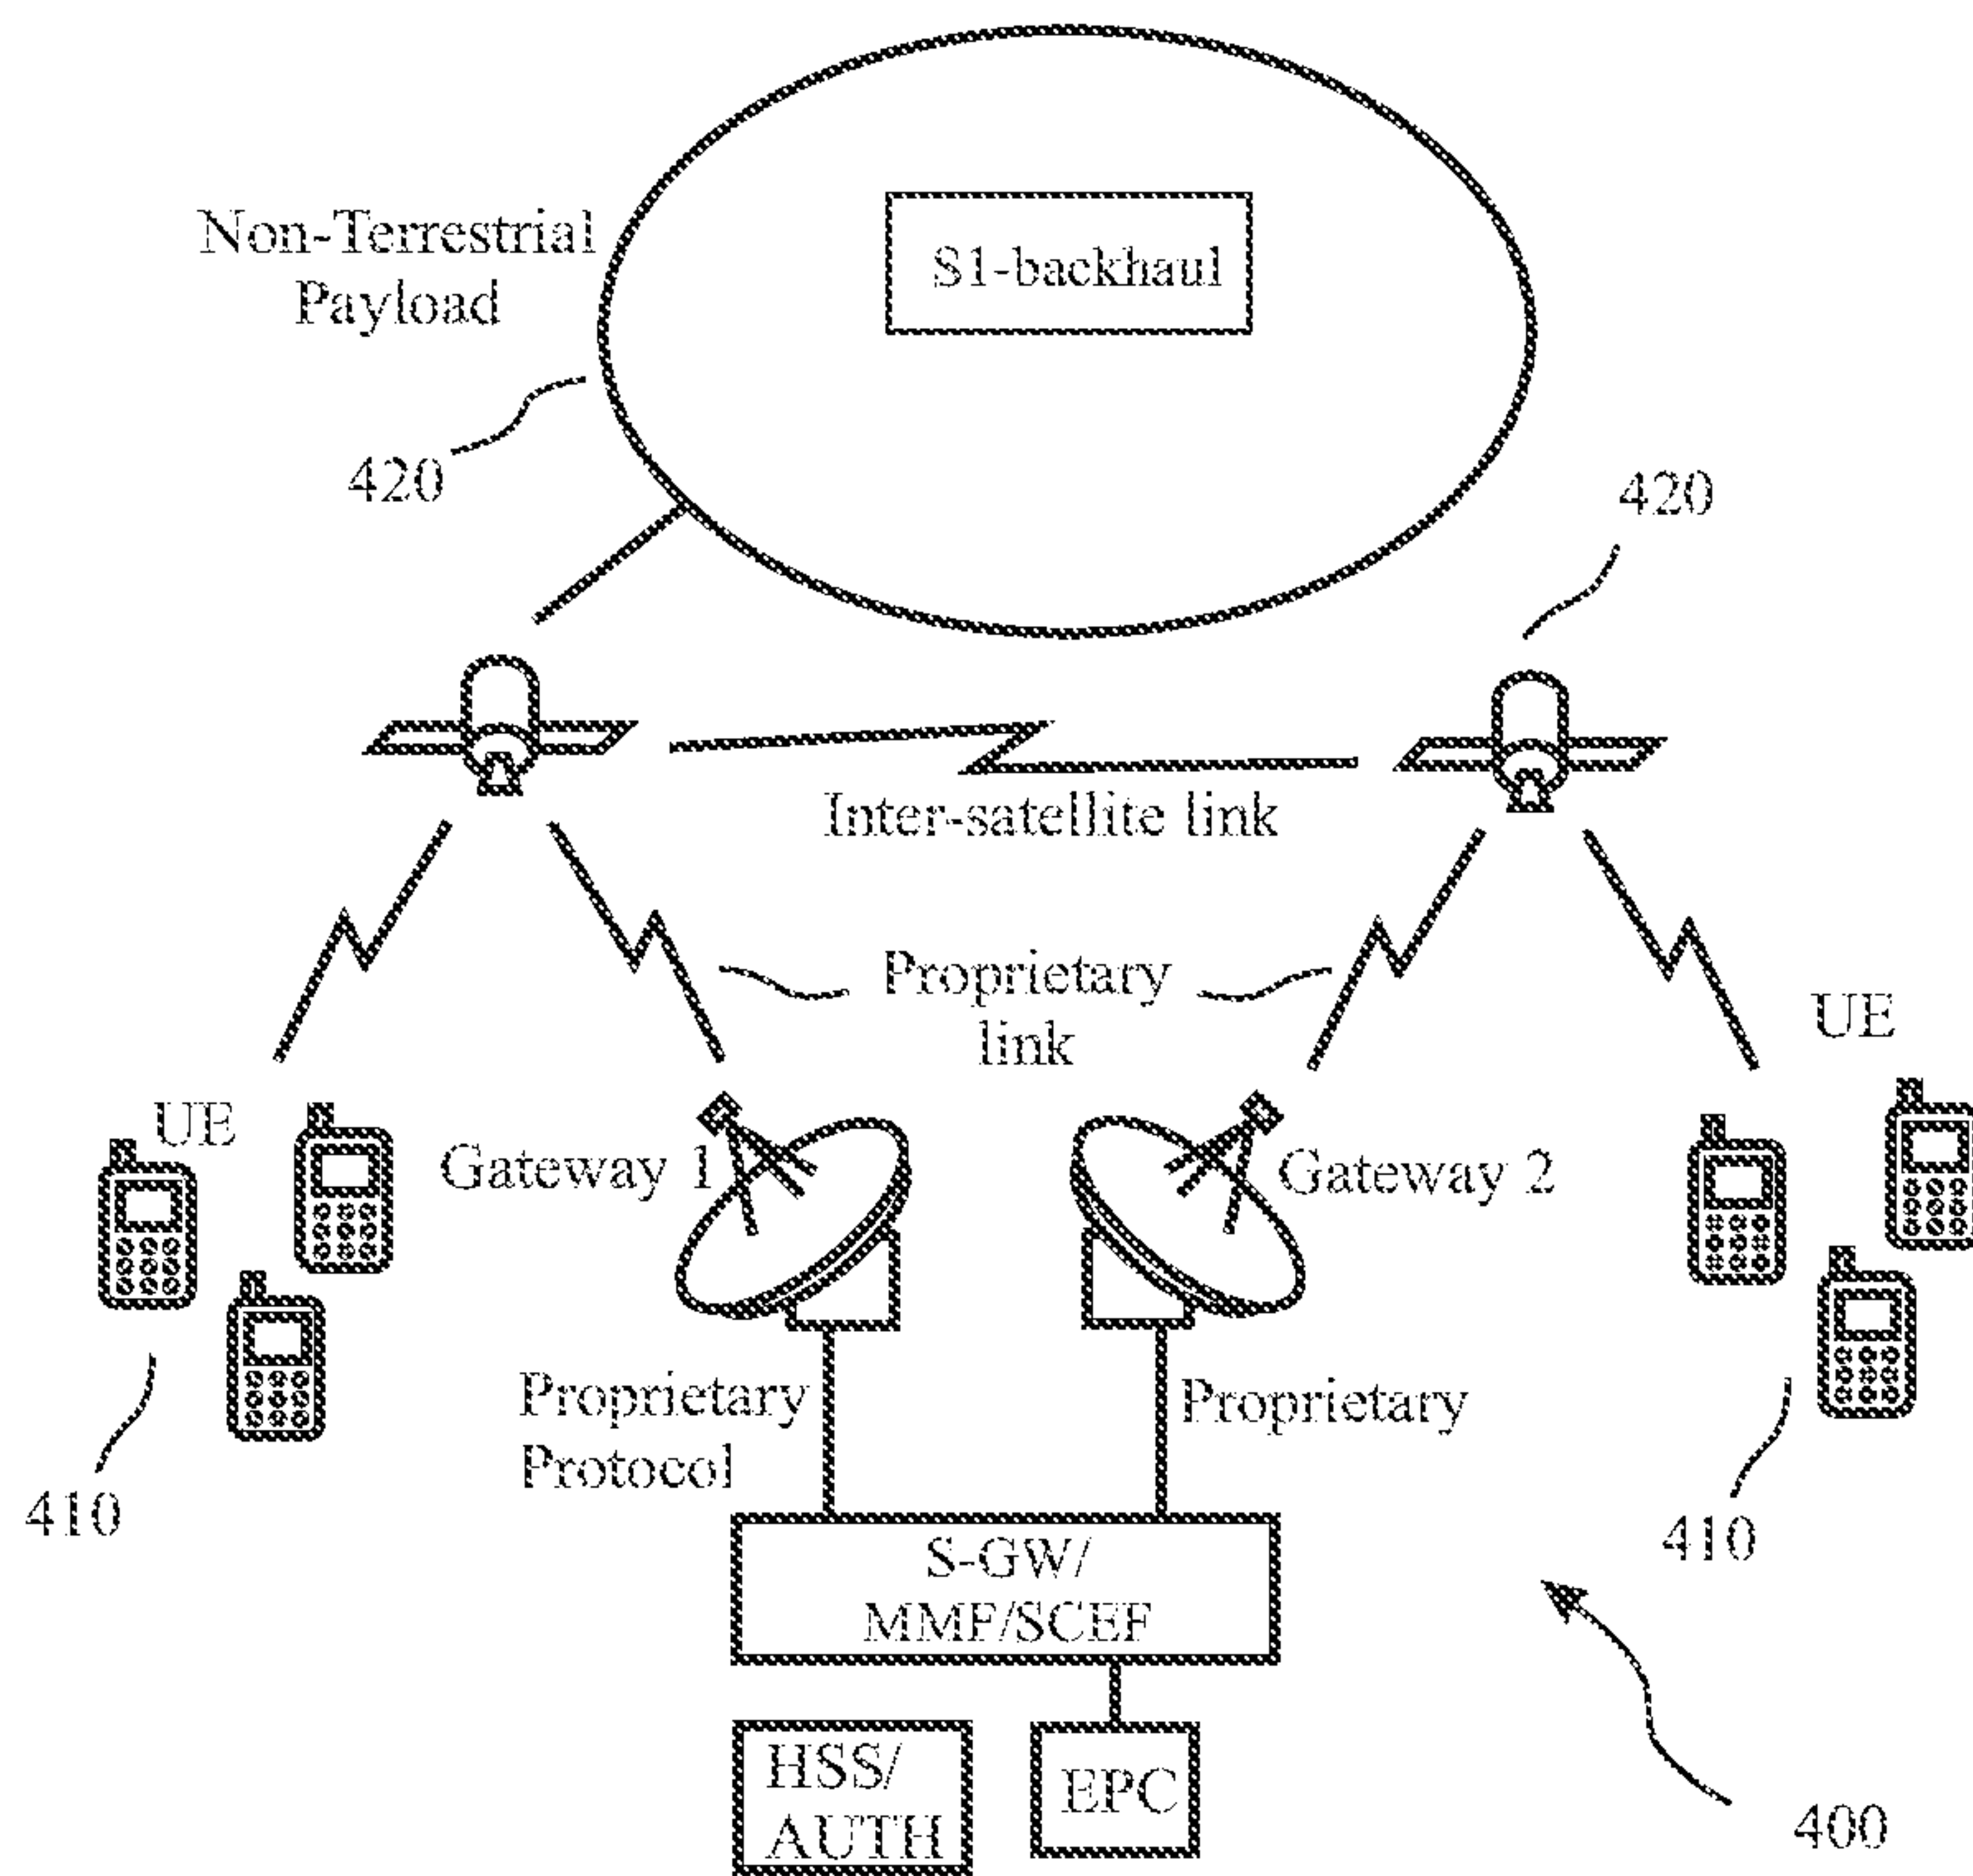 Non-Terrestrial
Payload
S1-backhaul
420
420
Inter-satellite link
Proprietary
link
UE
UE
Gateway 1
Gateway 2
Proprietary
Protocol
Proprietary
410
410
S-GW/
MMF/SCEF
HSS/
AUTH
EPC
400